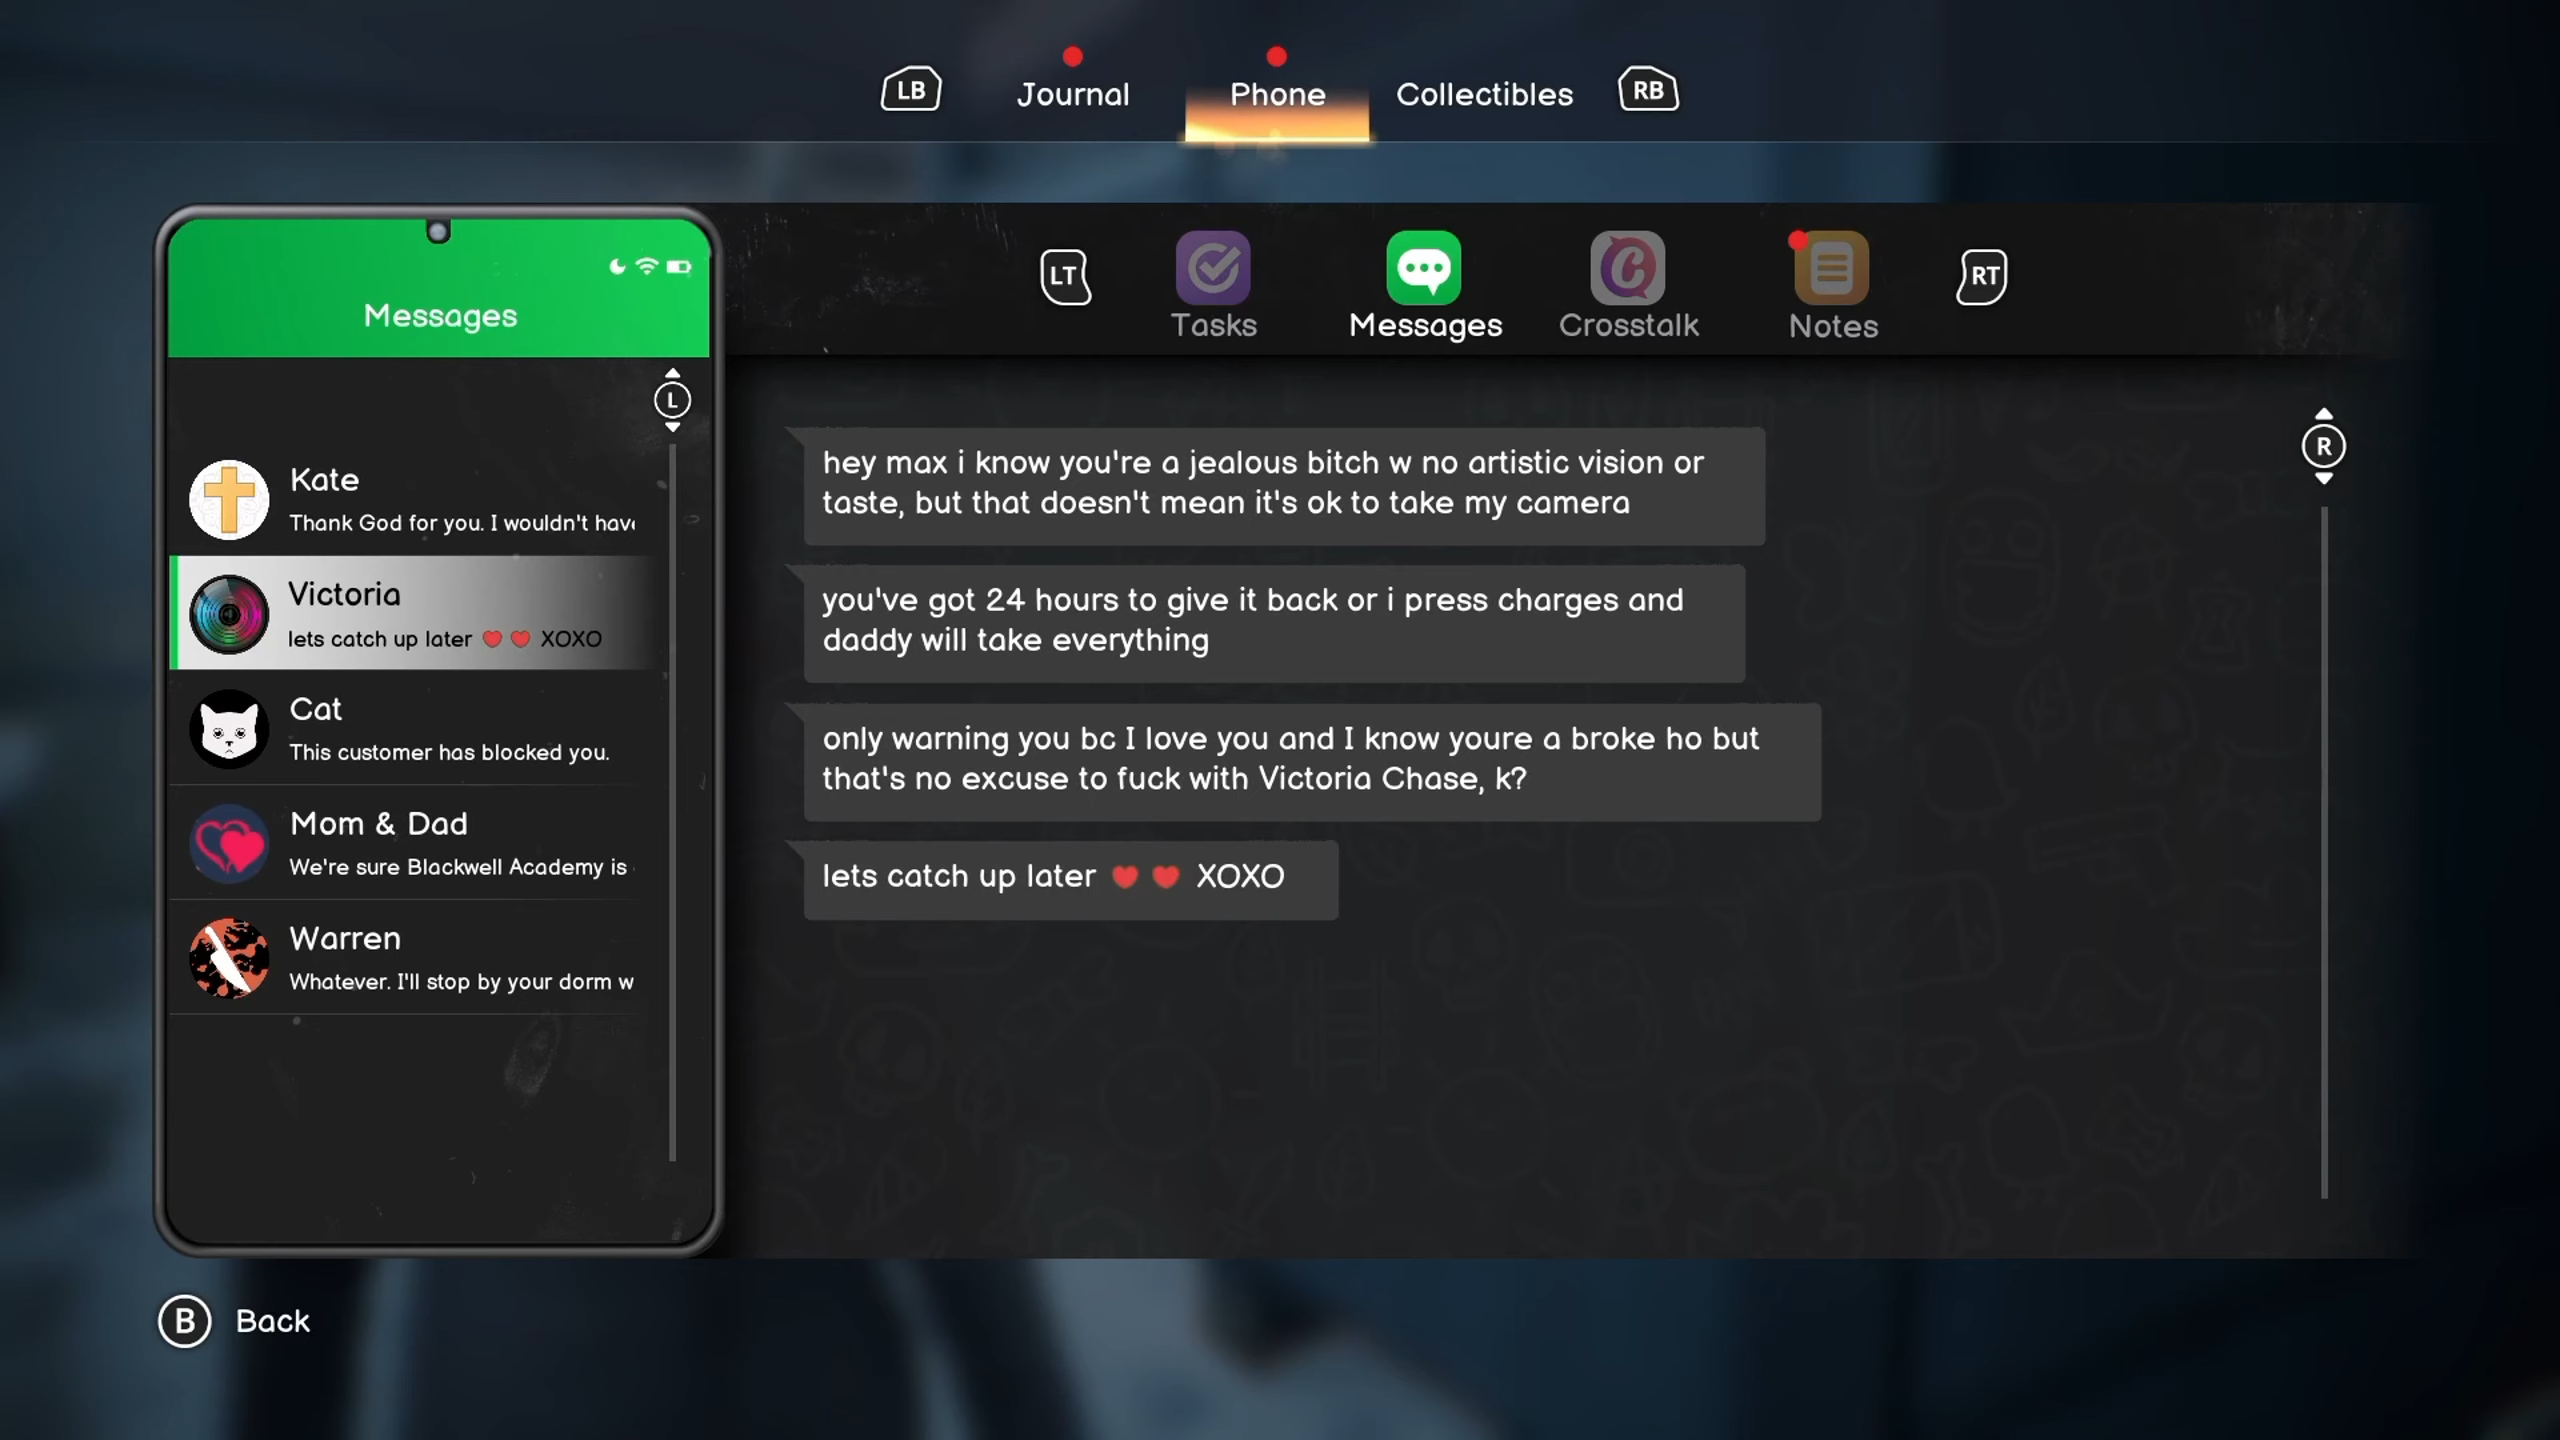 LB
Journal
Phone
Collectibles
RB
Messages
L
Kate
Thank God for you. I wouldn't have
Victoria
lets catch up later ❤️ ❤️ XOXO
Cat
This customer has blocked you.
Mom & Dad
We're sure Blackwell Academy is
Warren
Whatever. I'll stop by your dorm w
LT
Tasks
Messages
Crosstalk
Notes
RT
R
hey max i know you're a jealous bitch w no artistic vision or
taste, but that doesn't mean it's ok to take my camera
you've got 24 hours to give it back or i press charges and
daddy will take everything
only warning you bc I love you and I know youre a broke ho but
that's no excuse to fuck with Victoria Chase, k?
lets catch up later ❤️ ❤️ XOXO
B Back